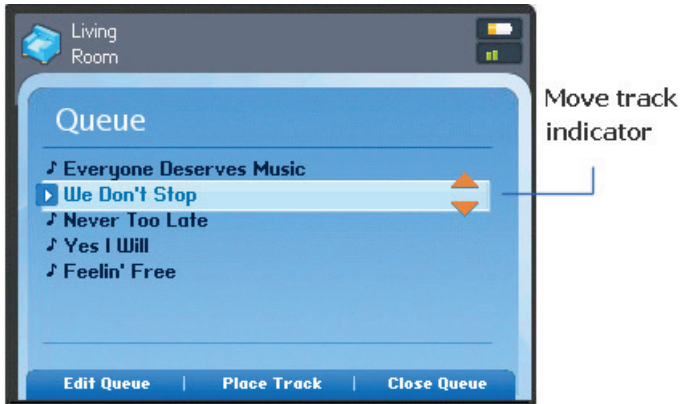 Living
Room
Queue
Everyone Deserves Music
We Don't Stop
Never Too Late
Yes I Will
Feelin' Free
Edit Queue | Place Track | Close Queue
Move track
indicator